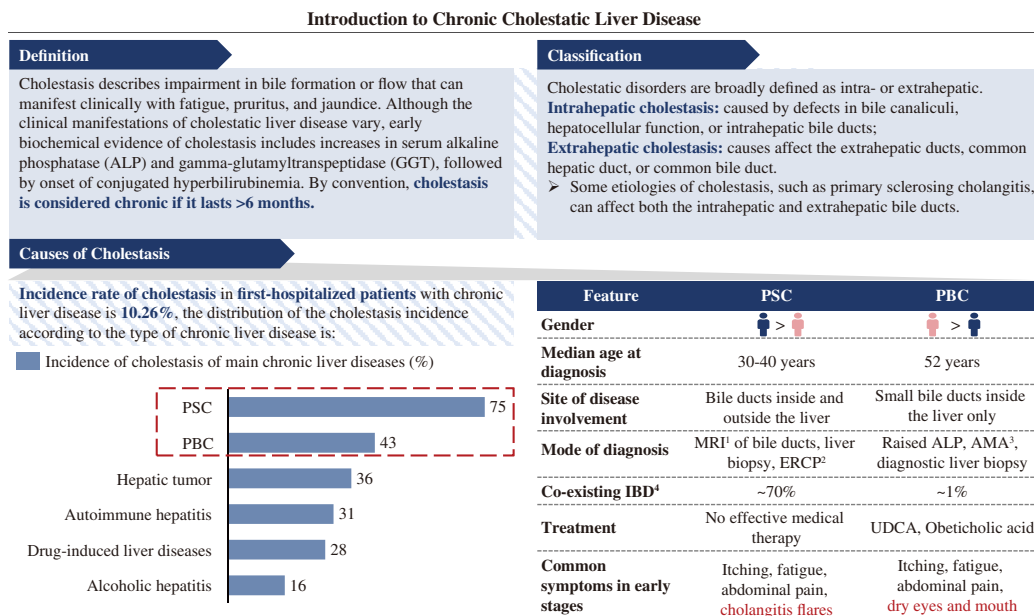 Introduction to Chronic Cholestatic Liver Disease
Definition
Cholestasis describes impairment in bile formation or flow that can
manifest clinically with fatigue, pruritus, and jaundice. Although the
clinical manifestations of cholestatic liver disease vary, early
biochemical evidence of cholestasis includes increases in serum alkaline
phosphatase (ALP) and gamma-glutamyltranspeptidase (GGT), followed
by onset of conjugated hyperbilirubinemia. By convention, cholestasis
is considered chronic if it lasts >6 months.
Classification
Cholestatic disorders are broadly defined as intra- or extrahepatic.
Intrahepatic cholestasis: caused by defects in bile canaliculi,
hepatocellular function, or intrahepatic bile ducts;
Extrahepatic cholestasis: causes affect the extrahepatic ducts, common
hepatic duct, or common bile duct.
➢ Some etiologies of cholestasis, such as primary sclerosing cholangitis,
can affect both the intrahepatic and extrahepatic bile ducts.
Causes of Cholestasis
Incidence rate of cholestasis in first-hospitalized patients with chronic
liver disease is 10.26%, the distribution of the cholestasis incidence
according to the type of chronic liver disease is:
Incidence of cholestasis of main chronic liver diseases (%)
PSC 75
PBC 43
Hepatic tumor 36
Autoimmune hepatitis 31
Drug-induced liver diseases 28
Alcoholic hepatitis 16
Feature PSC PBC
Gender > >
Median age at
diagnosis
30-40 years
52 years
Site of disease
involvement
Bile ducts inside and
outside the liver
Small bile ducts inside
the liver only
Mode of diagnosis
MRI¹ of bile ducts, liver
biopsy, ERCP²
Raised ALP, AMA³,
diagnostic liver biopsy
Co-existing IBD⁴ ~70% ~1%
Treatment
No effective medical
therapy
UDCA, Obeticholic acid
Common
symptoms in early
stages
Itching, fatigue,
abdominal pain,
cholangitis flares
Itching, fatigue,
abdominal pain,
dry eyes and mouth